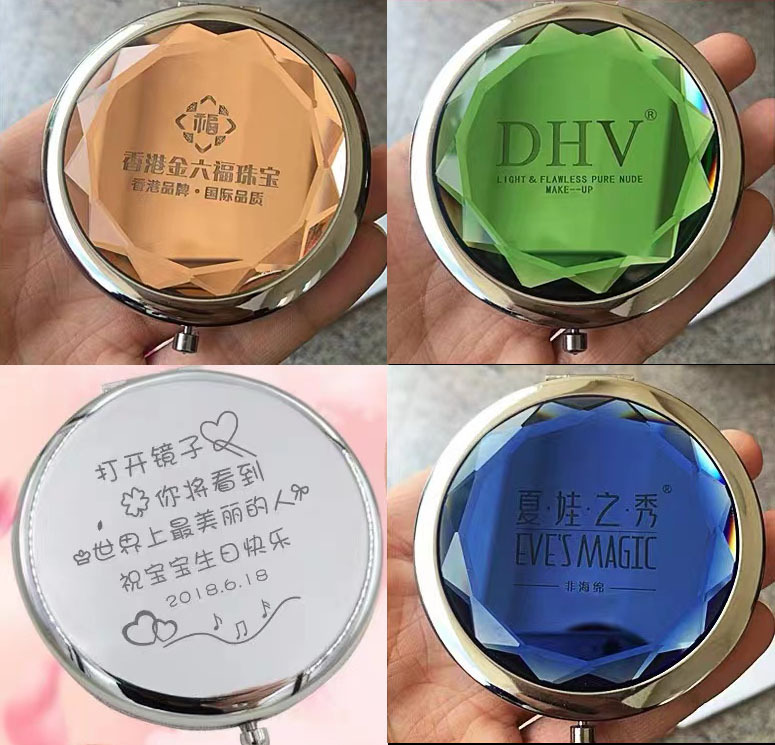 福
香港金六福珠宝
香港品牌·国际品质
DHV®
LIGHT & FLAWLESS PURE NUDE
MAKE--UP
打开镜子
你将看到
世界上最美丽的人
祝宝宝生日快乐
2018.6.18
夏·娃·之·秀®
EVE'S MAGIC
非海绵